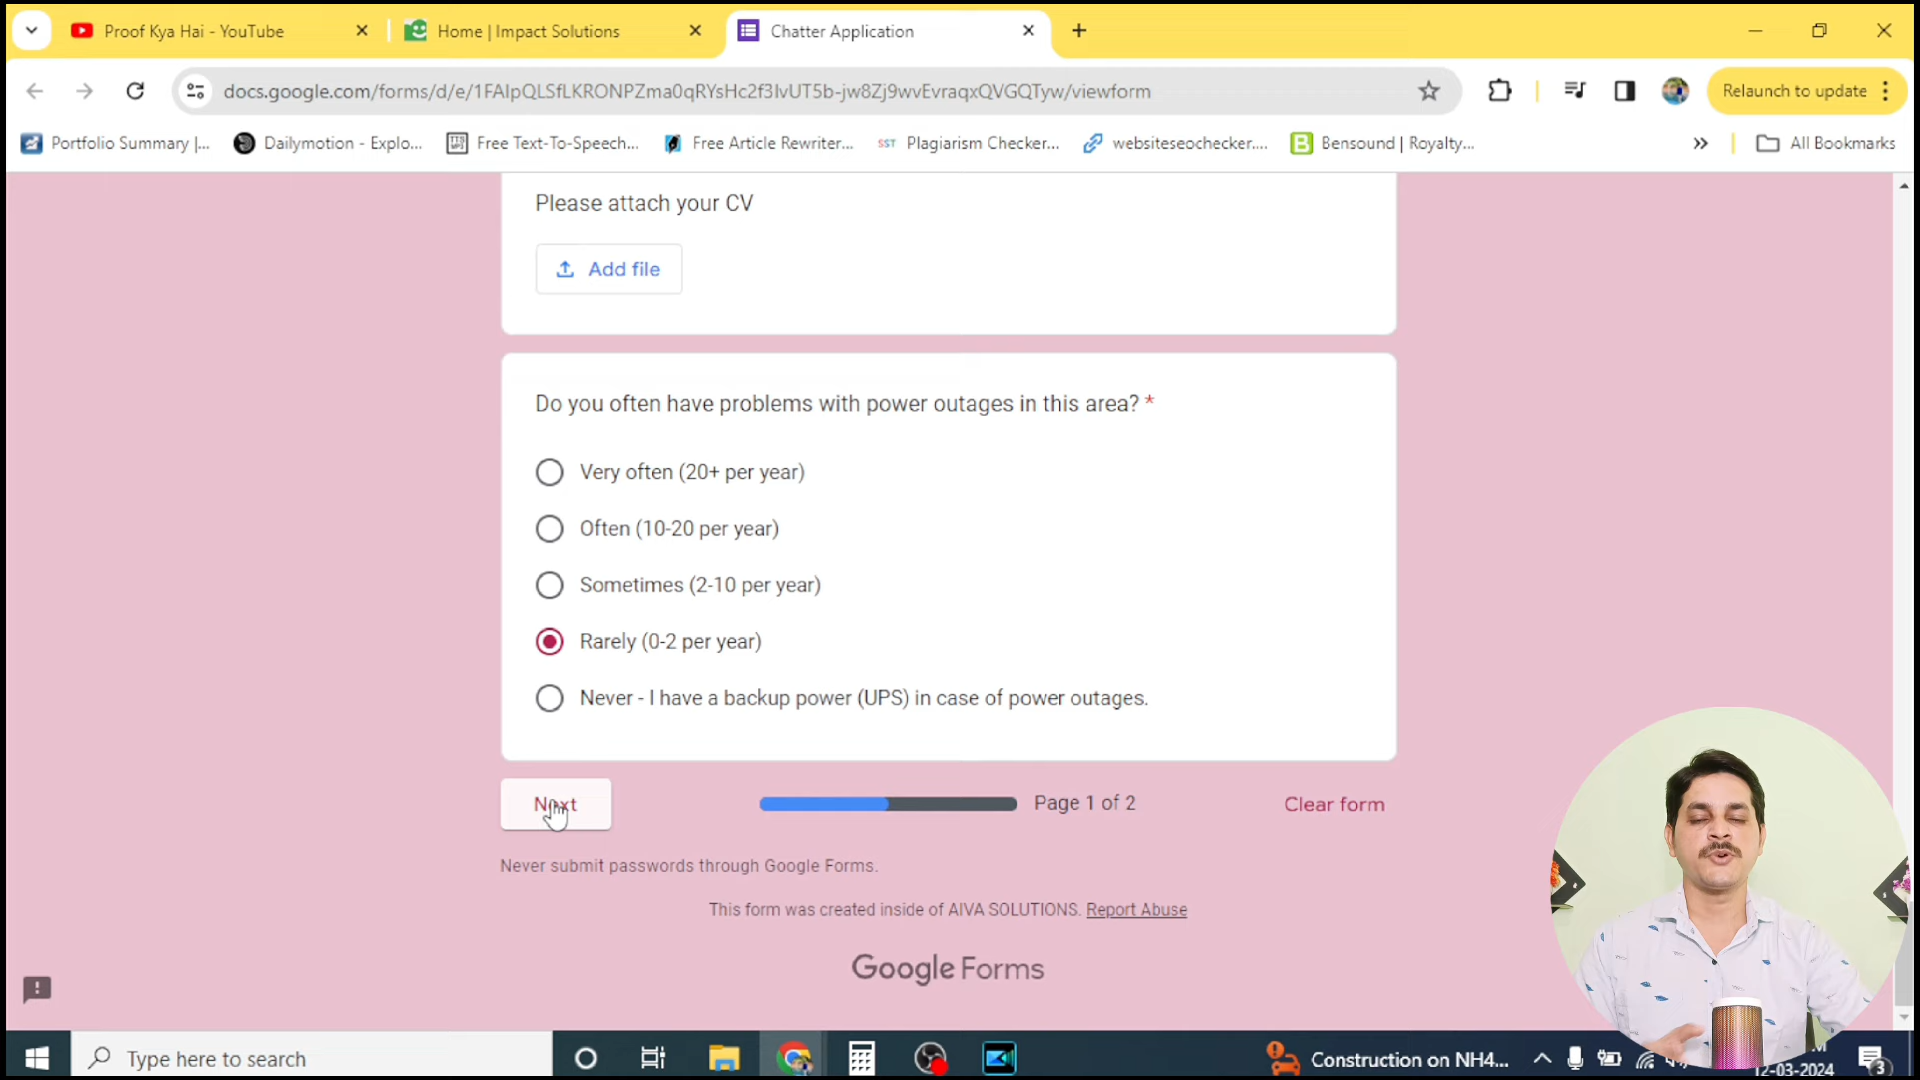 Proof Kya Hai - YouTube
Home | Impact Solutions
Chatter Application
docs.google.com/forms/d/e/1FAIpQLSfLKRONPZma0qRYsHc2f3IvUT5b-jw8Zj9wvEvraqxQVGQTyw/viewform
Relaunch to update
Portfolio Summary |...
Dailymotion - Explo...
Free Text-To-Speech...
Free Article Rewriter...
SST Plagiarism Checker...
websiteseochecker....
Bensound | Royalty...
All Bookmarks
Please attach your CV
Add file
Do you often have problems with power outages in this area? *
Very often (20+ per year)
Often (10-20 per year)
Sometimes (2-10 per year)
Rarely (0-2 per year)
Never - I have a backup power (UPS) in case of power outages.
Next
Page 1 of 2
Clear form
Never submit passwords through Google Forms.
This form was created inside of AIVA SOLUTIONS. Report Abuse
Google Forms
Type here to search
Construction on NH4...
12-03-2024
3